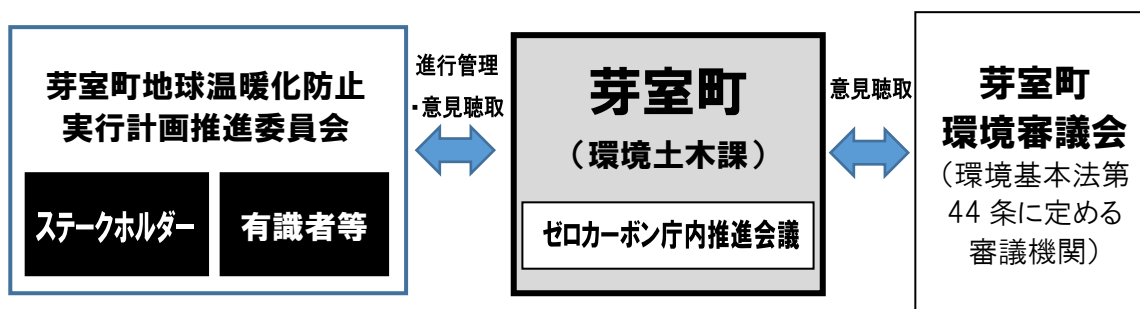 芽室町地球温暖化防止
実行計画推進委員会
ステークホルダー
有識者等
進行管理
・意見聴取
芽室町
（環境土木課）
ゼロカーボン庁内推進会議
意見聴取
芽室町
環境審議会
（環境基本法第
44 条に定める
審議機関）